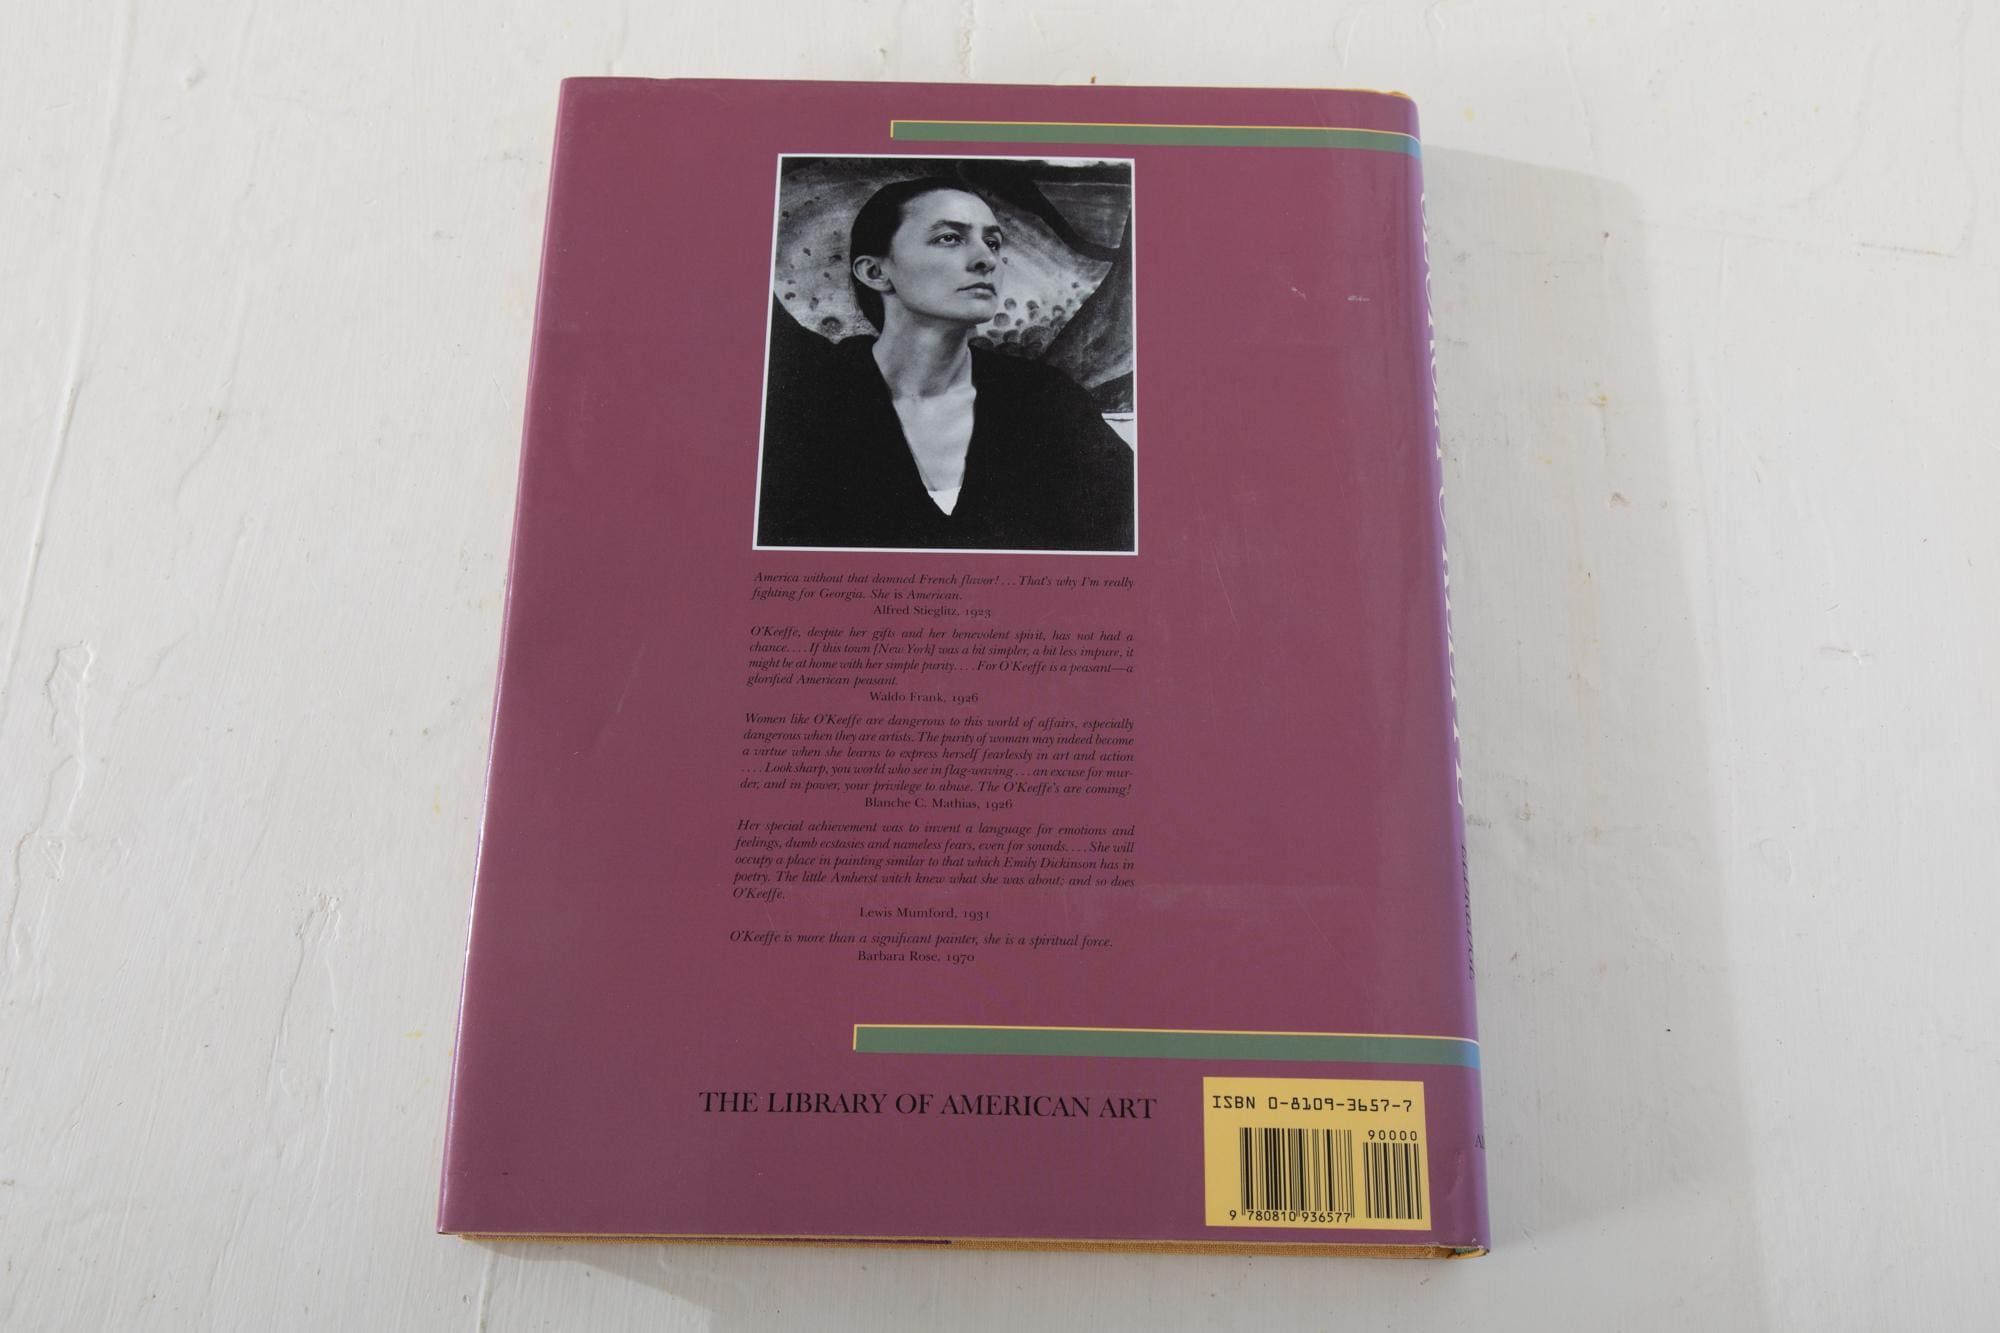 America without that damned French flavor! . . . That's why I'm really
fighting for Georgia. She is American.
Alfred Stieglitz, 1923
O'Keeffe, despite her gifts and her benevolent spirit, has not had a
chance. . . . If this town [New York] was a bit simpler, a bit less impure, it
might be at home with her simple purity. . . . For O'Keeffe is a peasant—a
glorified American peasant.
Waldo Frank, 1926
Women like O'Keeffe are dangerous to this world of affairs, especially
dangerous when they are artists. The purity of woman may indeed become
a virtue when she learns to express herself fearlessly in art and action
. . . . Look sharp, you world who see in flag-waving . . . an excuse for mur-
der, and in power, your privilege to abuse. The O'Keeffe's are coming!
Blanche C. Mathias, 1926
Her special achievement was to invent a language for emotions and
feelings, dumb ecstasies and nameless fears, even for sounds. . . . She will
occupy a place in painting similar to that which Emily Dickinson has in
poetry. The little Amherst witch knew what she was about; and so does
O'Keeffe.
Lewis Mumford, 1931
O'Keeffe is more than a significant painter, she is a spiritual force.
Barbara Rose, 1970
THE LIBRARY OF AMERICAN ART
ISBN 0-8109-3657-7
90000
9 780810 936577